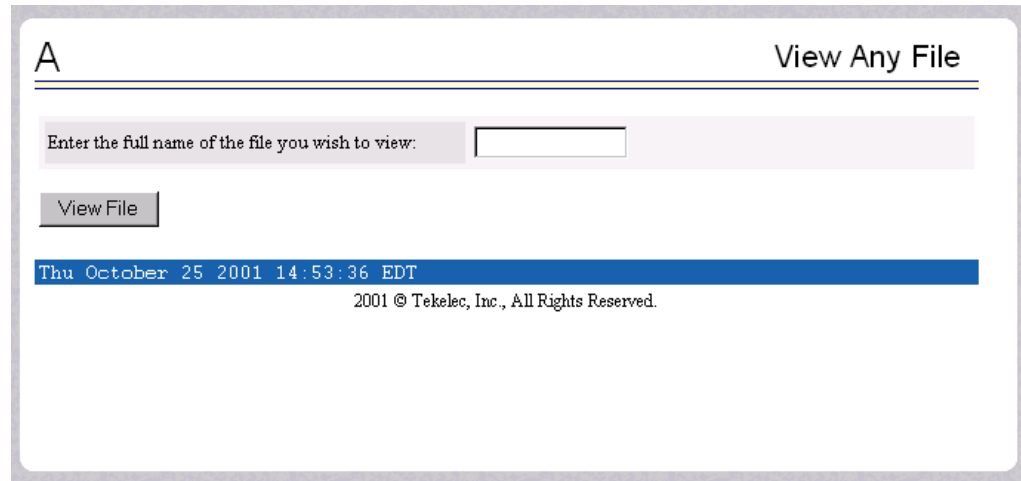 A View Any File
Enter the full name of the file you wish to view:
View File
Thu October 25 2001 14:53:36 EDT
2001 © Tekelec, Inc., All Rights Reserved.